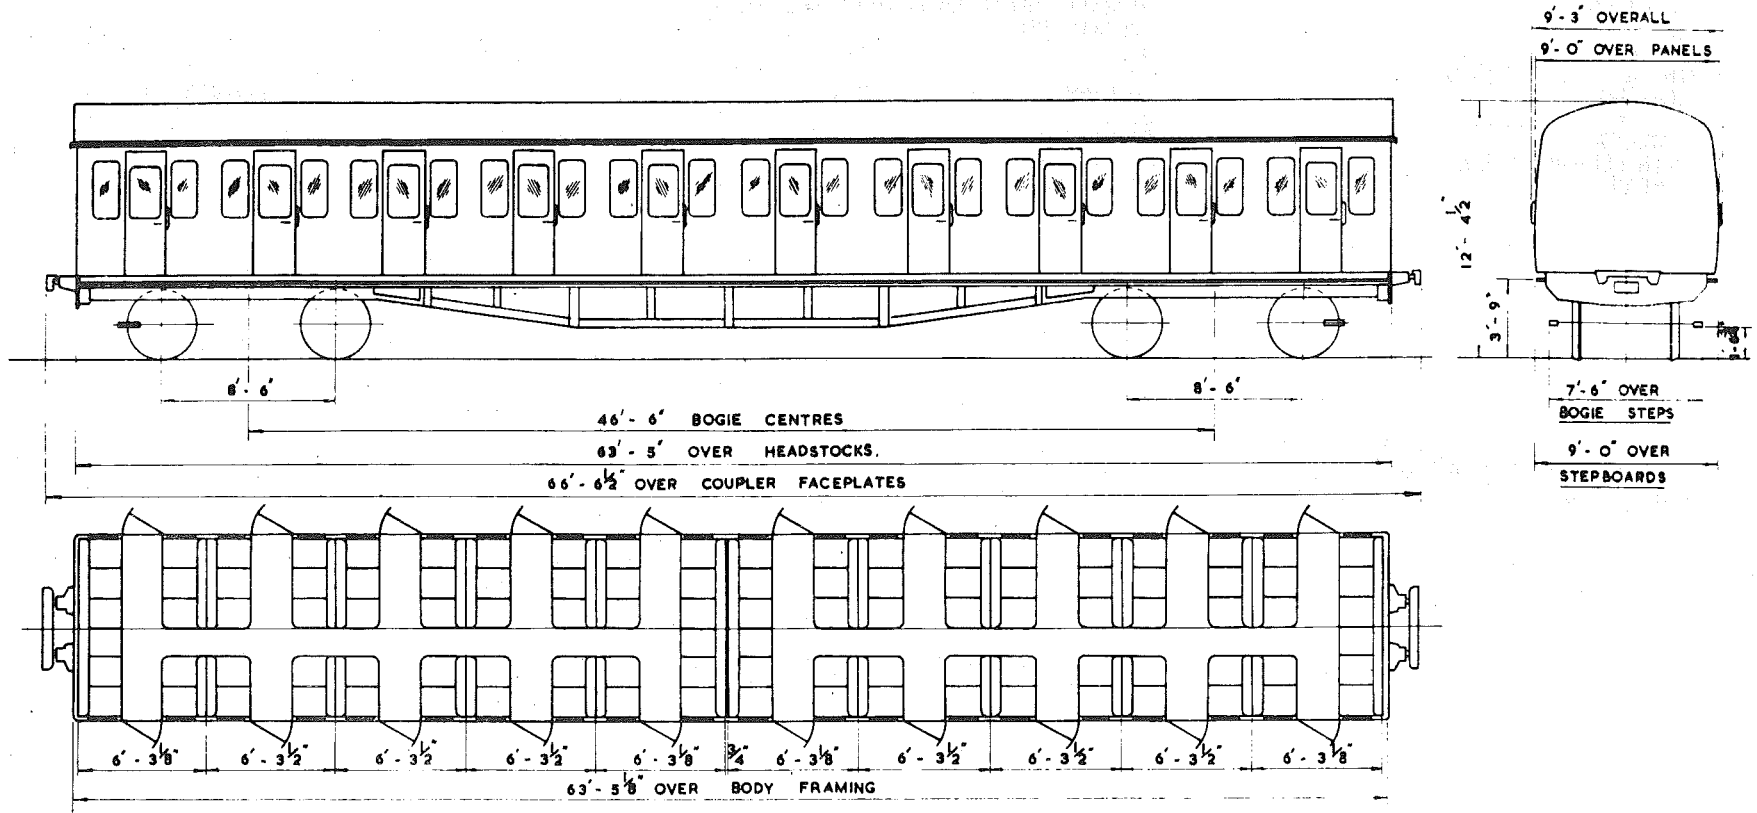 9'-3" OVERALL
9'-0" OVER PANELS
12'-4½"
3'-9"
8'-6"
8'-6"
46'-6" BOGIE CENTRES
63'-5" OVER HEADSTOCKS.
66'-6½" OVER COUPLER FACEPLATES
7'-6" OVER
BOGIE STEPS
9'-0" OVER
STEPBOARDS
6'-3⅛" 6'-3½" 6'-3½" 6'-3½" 6'-3⅛" ¾" 6'-3⅛" 6'-3½" 6'-3½" 6'-3½" 6'-3⅛"
63'-5⅛" OVER BODY FRAMING